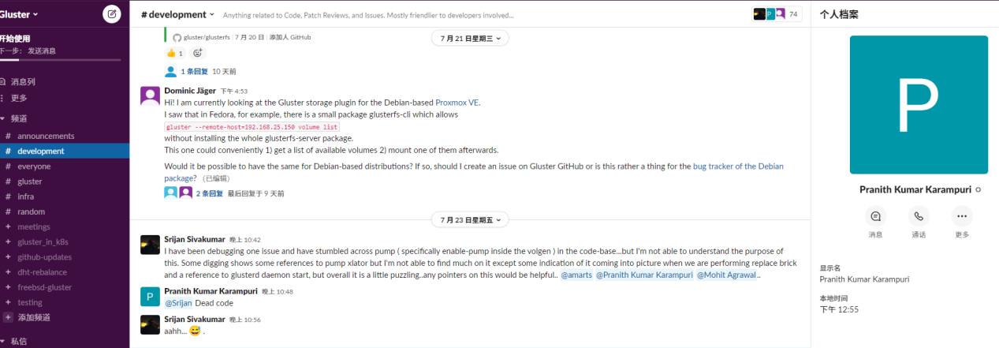 Gluster
开始使用
下一步： 发送消息
消息列
更多
频道
# announcements
# development
# everyone
# gluster
# infra
# random
+ meetings
+ gluster_in_k8s
+ github-updates
+ dht-rebalance
+ freebsd-gluster
+ testing
+ 添加频道
私信
# development
Anything related to Code, Patch Reviews, and Issues. Mostly friendlier to developers involved...
P
74
gluster/glusterfs | 7 月 20 日 | 添加人 GitHub
7 月 21 日星期三
👍 1
1 条回复 10 天前
Dominic Jäger 下午 4:53
Hi! I am currently looking at the Gluster storage plugin for the Debian-based Proxmox VE.
I saw that in Fedora, for example, there is a small package glusterfs-cli which allows
gluster --remote-host=192.168.25.150 volume list
without installing the whole glusterfs-server package.
This one could conveniently 1) get a list of available volumes 2) mount one of them afterwards.
Would it be possible to have the same for Debian-based distributions? If so, should I create an issue on Gluster GitHub or is this rather a thing for the bug tracker of the Debian
package? （已编辑）
2 条回复 最后回复于 9 天前
7 月 23 日星期五
Srijan Sivakumar 晚上 10:42
I have been debugging one issue and have stumbled across pump ( specifically enable-pump inside the volgen ) in the code-base...but I'm not able to understand the purpose of
this. Some digging shows some references to pump xlator but I'm not able to find much on it except some indication of it coming into picture when we are performing replace brick
and a reference to glusterd daemon start, but overall it is a little puzzling..any pointers on this would be helpful.. @amarts @Pranith Kumar Karampuri @Mohit Agrawal..
P
Pranith Kumar Karampuri 晚上 10:48
@Srijan Dead code
Srijan Sivakumar 晚上 10:56
aahh... 😅 .
个人档案
P
Pranith Kumar Karampuri
消息
通话
更多
显示名
Pranith Kumar Karampuri
本地时间
下午 12:55